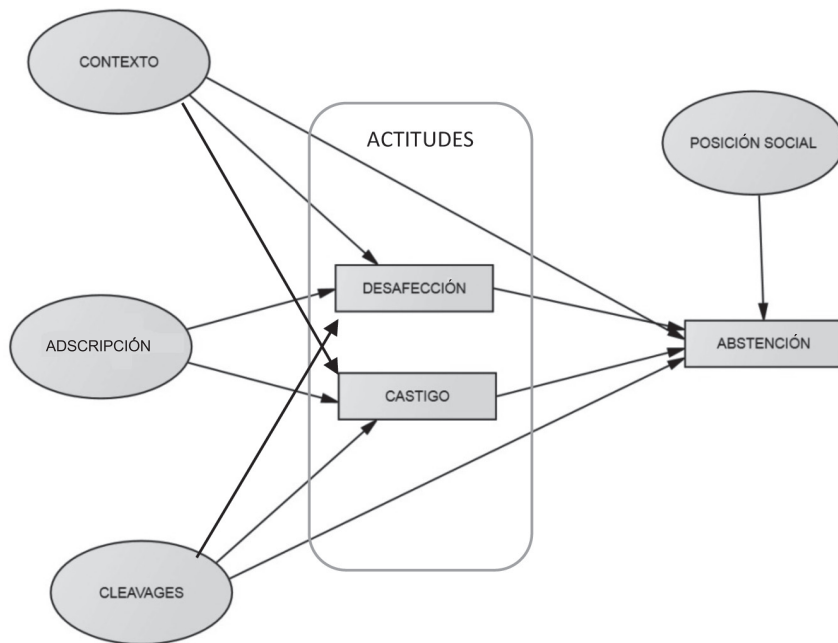 CONTEXTO
ACTITUDES
POSICIÓN SOCIAL
DESAFECCIÓN
ADSCRIPCIÓN
ABSTENCIÓN
CASTIGO
CLEAVAGES